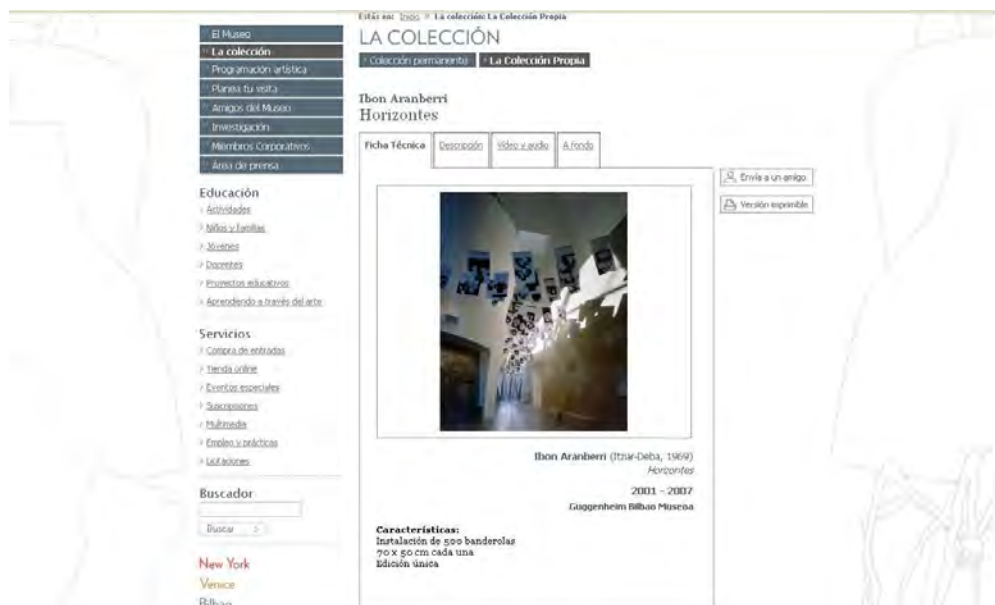 Estás en: Inicio » La colección: La Colección Propia
El Museo
La colección
Programación artística
Planea tu visita
Amigos del Museo
Investigación
Miembros Corporativos
Área de prensa
Educación
Actividades
Niños y familias
Jóvenes
Docentes
Proyectos educativos
Aprendiendo a través del arte
Servicios
Compra de entradas
Tienda online
Eventos especiales
Suscripciones
Multimedia
Empleo y prácticas
Licitaciones
Buscador
Buscar
New York
Venice
Bilbao
LA COLECCIÓN
Colección permanente
La Colección Propia
Ibon Aranberri
Horizontes
Ficha Técnica
Descripción
Vídeo y audio
A fondo
Envía a un amigo
Versión imprimible
Ibon Aranberri (Itziar-Deba, 1969)
Horizontes
2001 - 2007
Guggenheim Bilbao Museoa
Características:
Instalación de 500 banderolas
70 x 50 cm cada una
Edición única